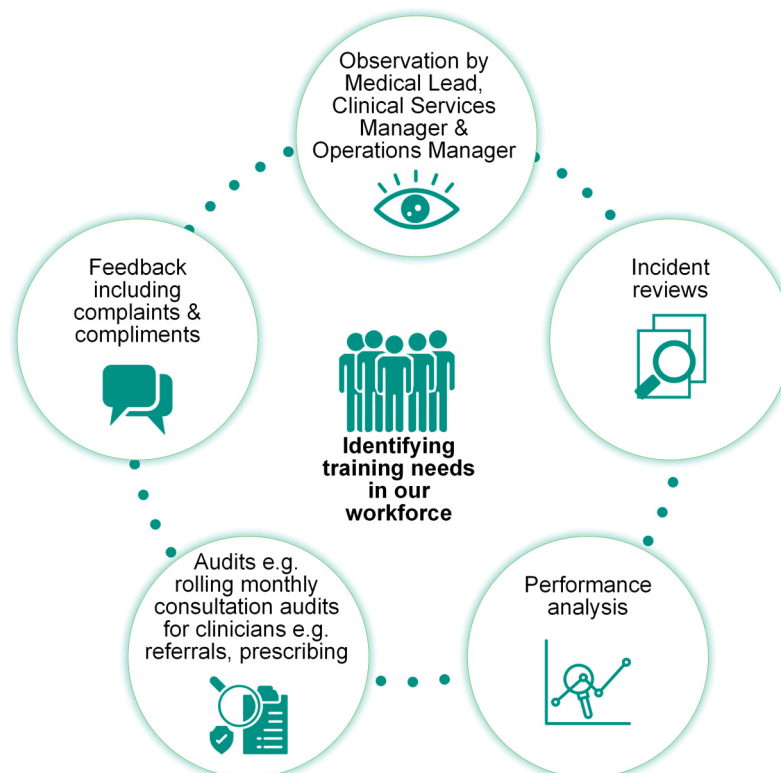 Observation by
Medical Lead,
Clinical Services
Manager &
Operations Manager
Feedback
including
complaints &
compliments
Incident
reviews
Identifying
training needs
in our
workforce
Audits e.g.
rolling monthly
consultation audits
for clinicians e.g.
referrals, prescribing
Performance
analysis